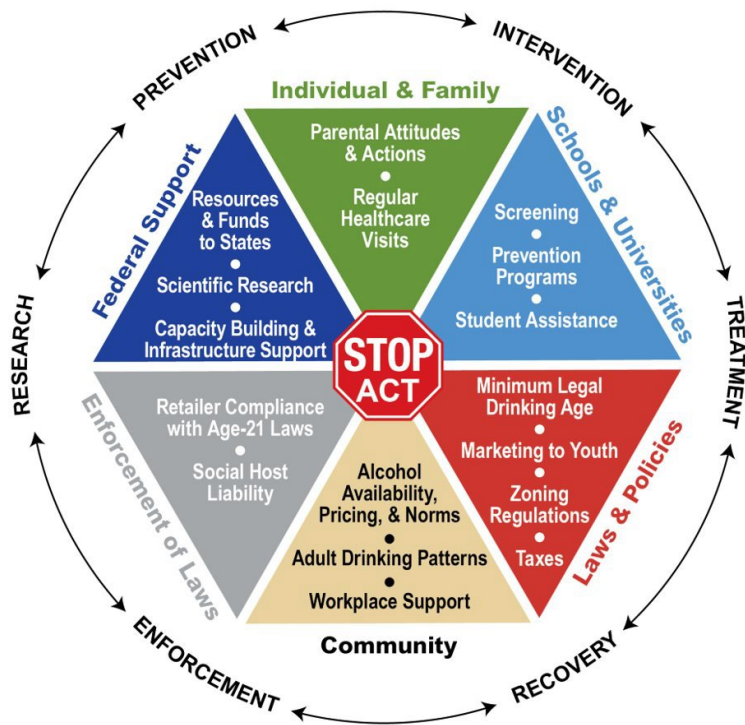 PREVENTION
INTERVENTION
TREATMENT
RECOVERY
ENFORCEMENT
RESEARCH
Individual & Family
Parental Attitudes
& Actions
Regular
Healthcare
Visits
Schools & Universities
Screening
Prevention
Programs
Student Assistance
Laws & Policies
Minimum Legal
Drinking Age
Marketing to Youth
Zoning
Regulations
Taxes
Community
Alcohol
Availability,
Pricing, & Norms
Adult Drinking Patterns
Workplace Support
Enforcement of Laws
Retailer Compliance
with Age-21 Laws
Social Host
Liability
Federal Support
Resources
& Funds
to States
Scientific Research
Capacity Building &
Infrastructure Support
STOP
ACT